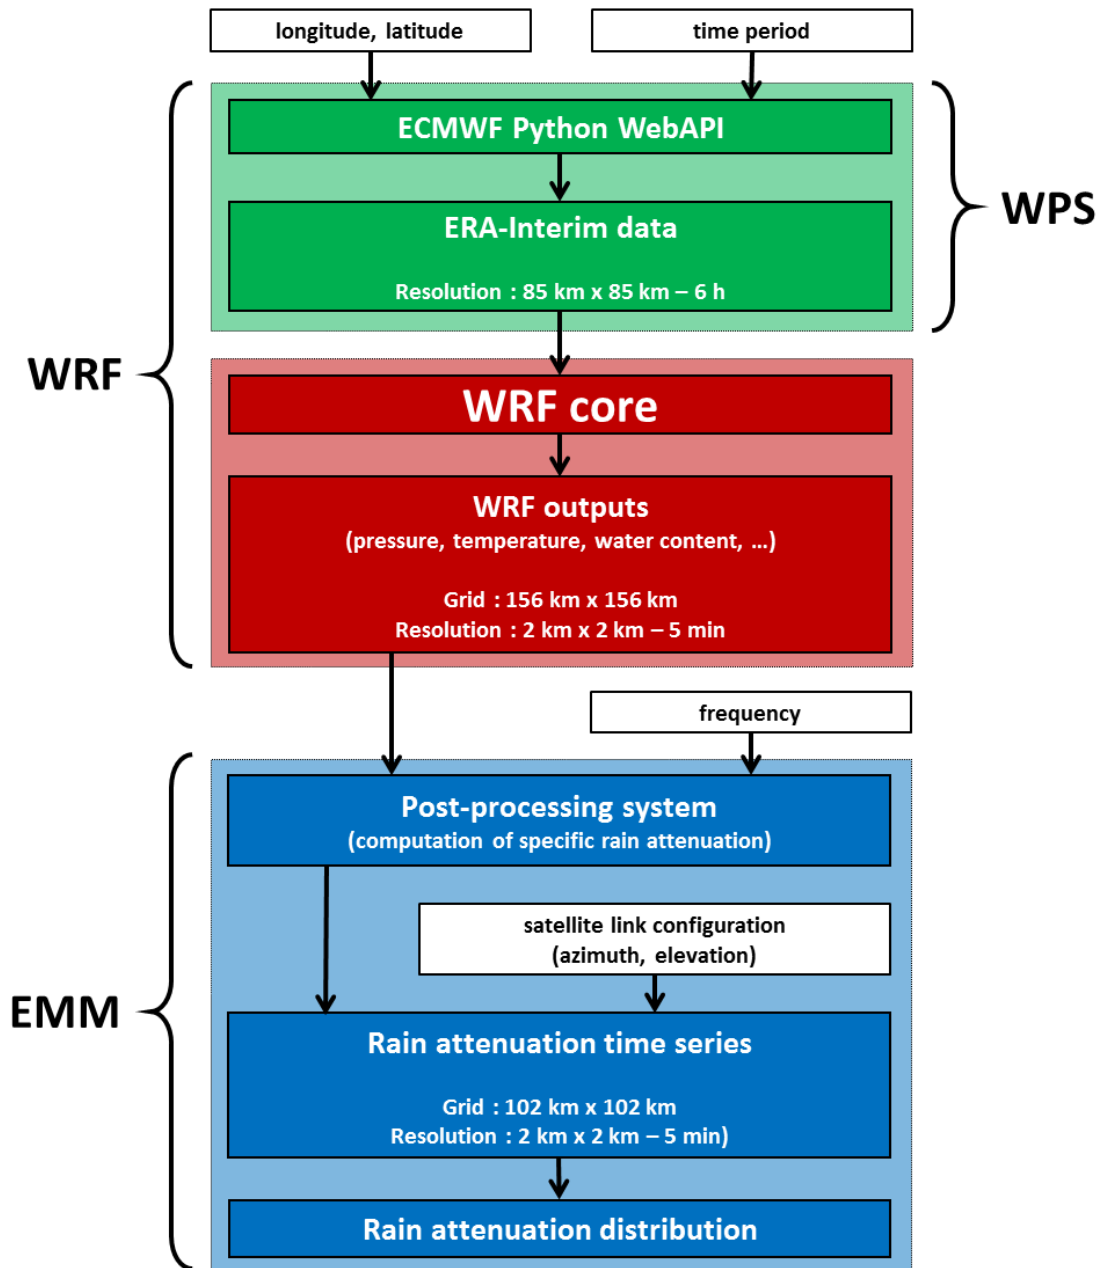 longitude, latitude
time period
ECMWF Python WebAPI
ERA-Interim data
Resolution : 85 km x 85 km – 6 h
WPS
WRF
WRF core
WRF outputs
(pressure, temperature, water content, ...)
Grid : 156 km x 156 km
Resolution : 2 km x 2 km – 5 min
frequency
Post-processing system
(computation of specific rain attenuation)
satellite link configuration
(azimuth, elevation)
EMM
Rain attenuation time series
Grid : 102 km x 102 km
Resolution : 2 km x 2 km – 5 min)
Rain attenuation distribution